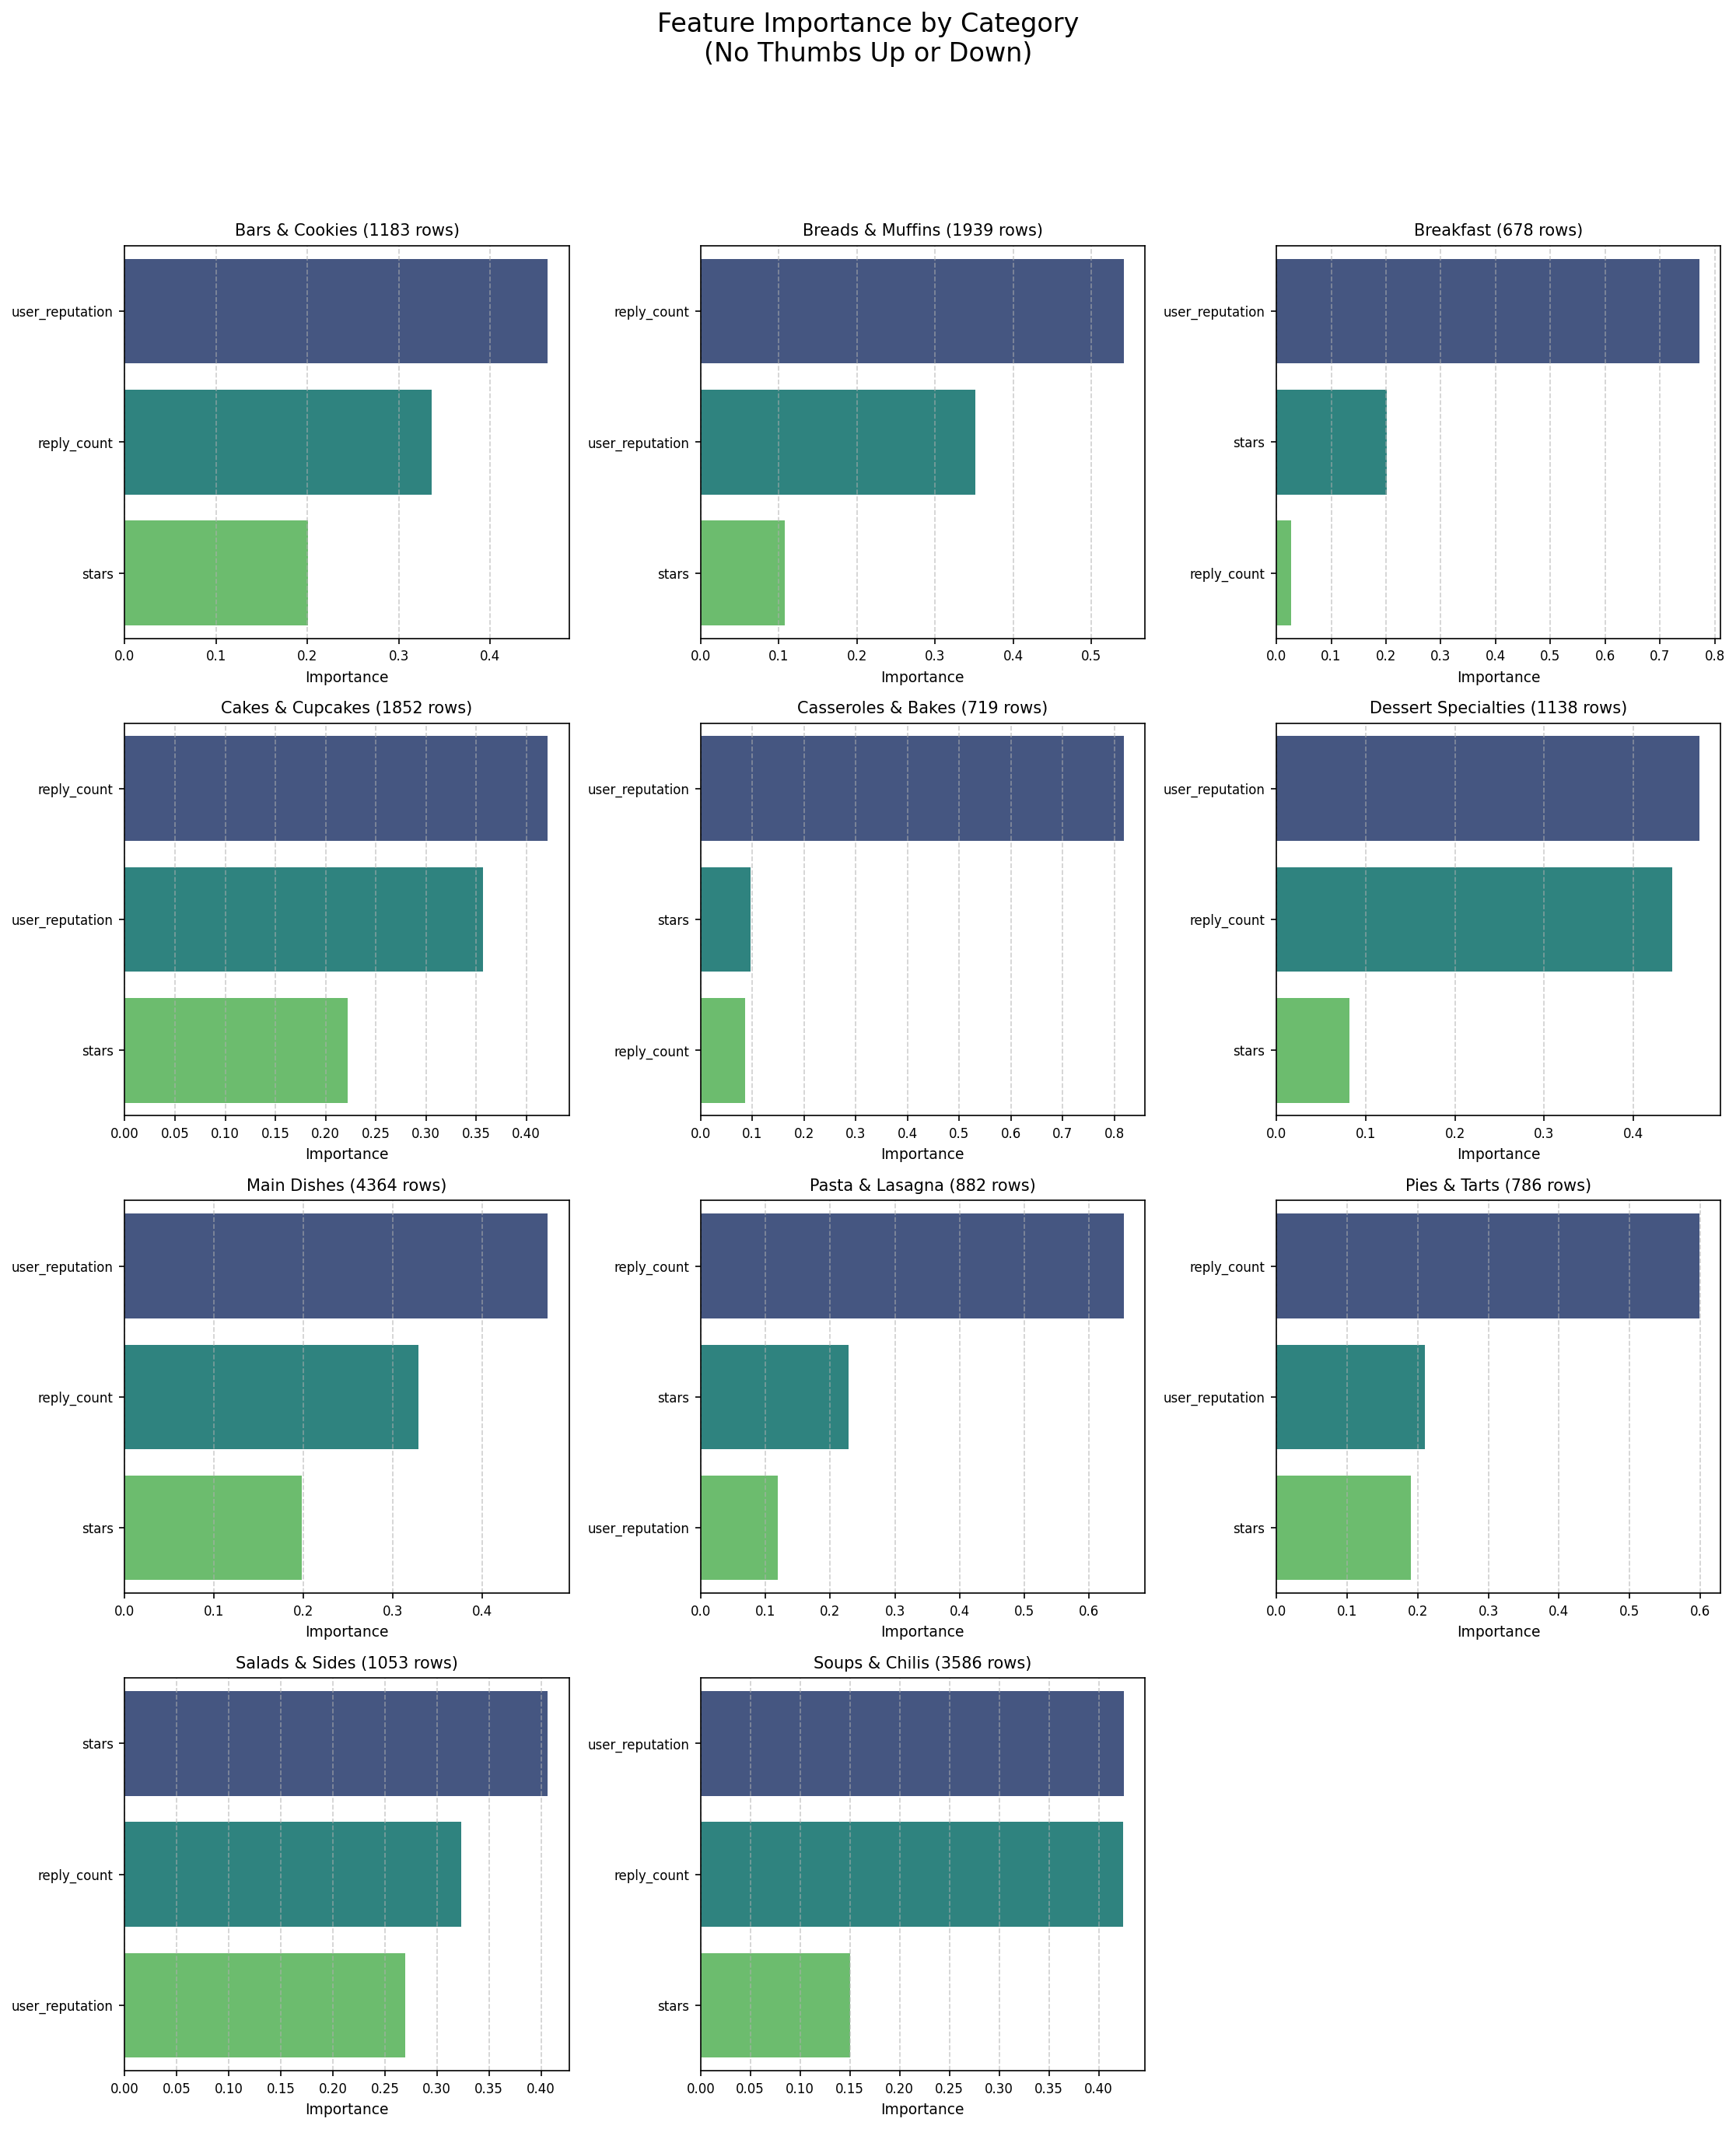 Feature Importance by Category
(No Thumbs Up or Down)
Bars & Cookies (1183 rows)
user_reputation
reply_count
stars
0.0 0.1 0.2 0.3 0.4
Importance
Breads & Muffins (1939 rows)
reply_count
user_reputation
stars
0.0 0.1 0.2 0.3 0.4 0.5
Importance
Breakfast (678 rows)
user_reputation
stars
reply_count
0.0 0.1 0.2 0.3 0.4 0.5 0.6 0.7 0.8
Importance
Cakes & Cupcakes (1852 rows)
reply_count
user_reputation
stars
0.00 0.05 0.10 0.15 0.20 0.25 0.30 0.35 0.40
Importance
Casseroles & Bakes (719 rows)
user_reputation
stars
reply_count
0.0 0.1 0.2 0.3 0.4 0.5 0.6 0.7 0.8
Importance
Dessert Specialties (1138 rows)
user_reputation
reply_count
stars
0.0 0.1 0.2 0.3 0.4
Importance
Main Dishes (4364 rows)
user_reputation
reply_count
stars
0.0 0.1 0.2 0.3 0.4
Importance
Pasta & Lasagna (882 rows)
reply_count
stars
user_reputation
0.0 0.1 0.2 0.3 0.4 0.5 0.6
Importance
Pies & Tarts (786 rows)
reply_count
user_reputation
stars
0.0 0.1 0.2 0.3 0.4 0.5 0.6
Importance
Salads & Sides (1053 rows)
stars
reply_count
user_reputation
0.00 0.05 0.10 0.15 0.20 0.25 0.30 0.35 0.40
Importance
Soups & Chilis (3586 rows)
user_reputation
reply_count
stars
0.00 0.05 0.10 0.15 0.20 0.25 0.30 0.35 0.40
Importance